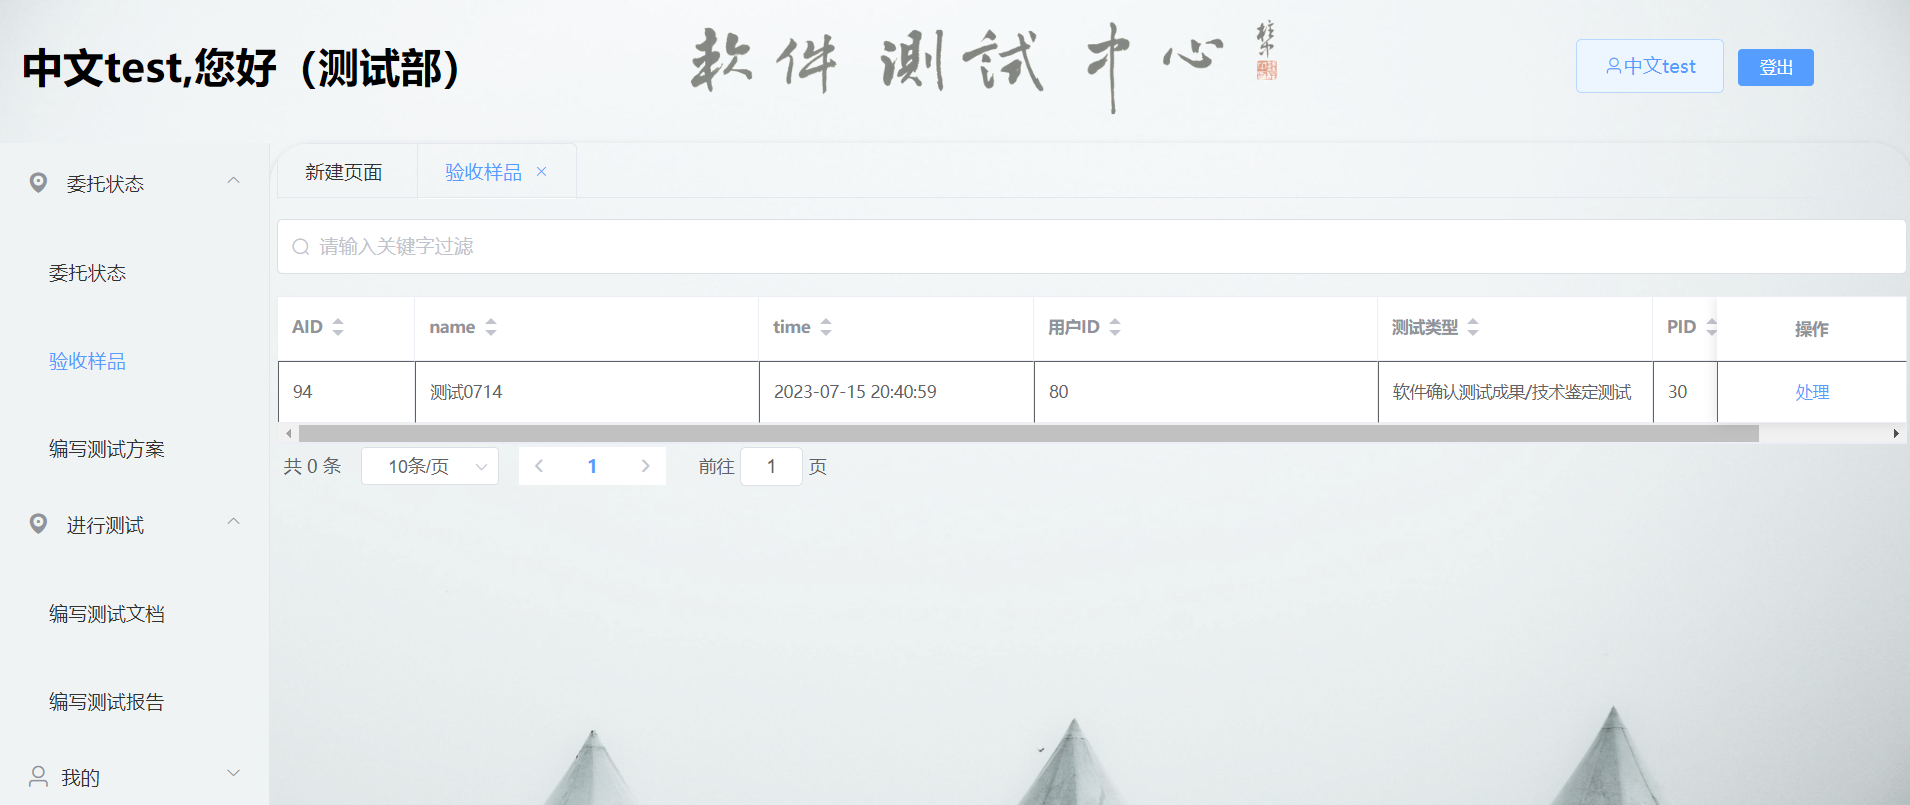 中文test,您好（测试部）
軟件測試中心
中文test
登出
委托状态
委托状态
验收样品
编写测试方案
进行测试
编写测试文档
编写测试报告
我的
新建页面
验收样品
请输入关键字过滤
AID name time 用户ID 测试类型 PID 操作
94 测试0714 2023-07-15 20:40:59 80 软件确认测试成果/技术鉴定测试 30 处理
共 0 条 10条/页 1 前往 1 页